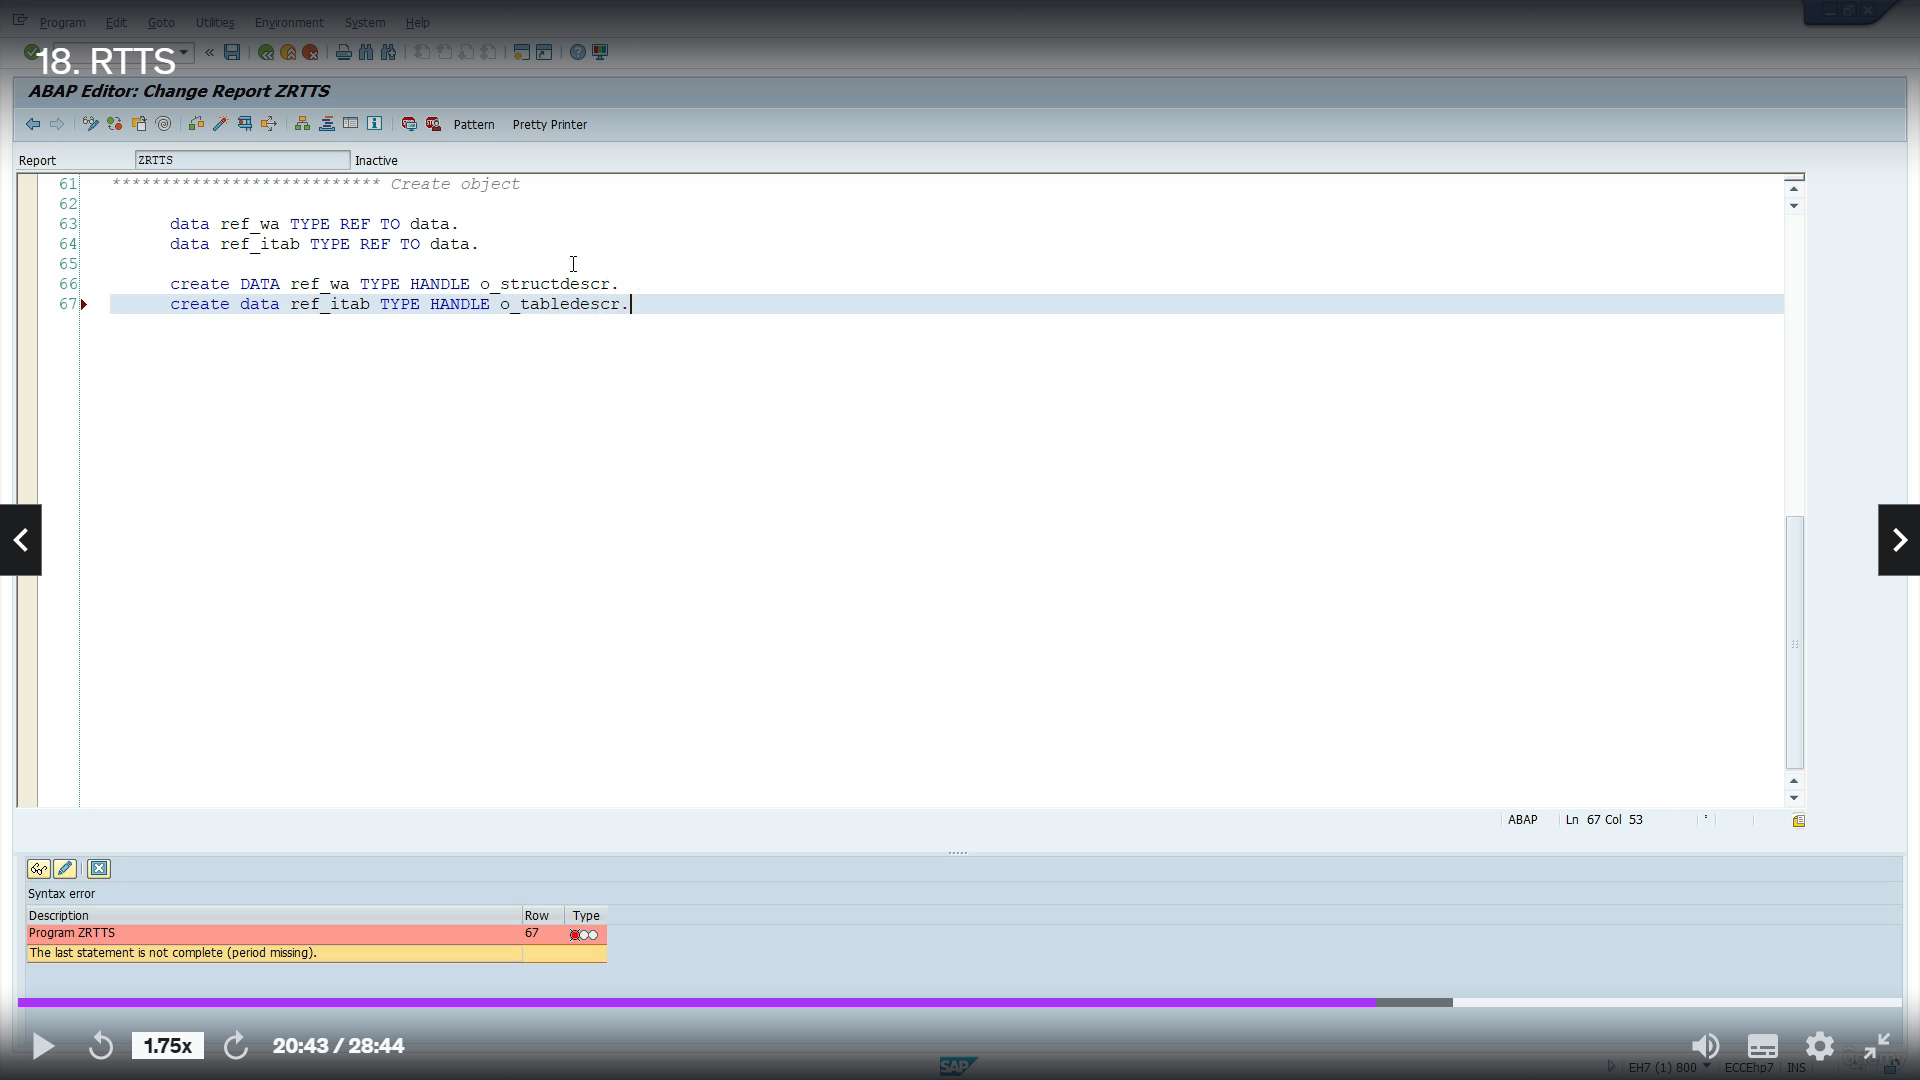 Program Edit Goto Utilities Environment System Help
18. RTTS
ABAP Editor: Change Report ZRTTS
Pattern Pretty Printer
Report ZRTTS Inactive
61 *************************** Create object
62
63 data ref_wa TYPE REF TO data.
64 data ref_itab TYPE REF TO data.
65
66 create DATA ref_wa TYPE HANDLE o_structdescr.
67 create data ref_itab TYPE HANDLE o_tabledescr.
ABAP Ln 67 Col 53
Syntax error
Description Row Type
Program ZRTTS 67
The last statement is not complete (period missing).
1.75x 20:43 / 28:44
SAP EH7 (1) 800 ECCEhp7 INS